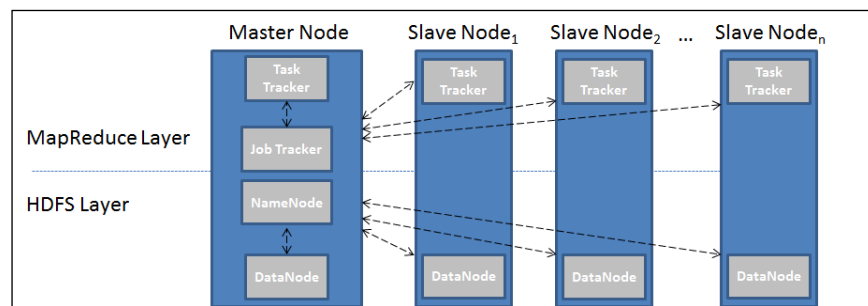 Master Node Slave Node1 Slave Node2 ... Slave Noden
Task Tracker
Task Tracker
Task Tracker
Task Tracker
MapReduce Layer
Job Tracker
HDFS Layer
NameNode
DataNode DataNode DataNode DataNode